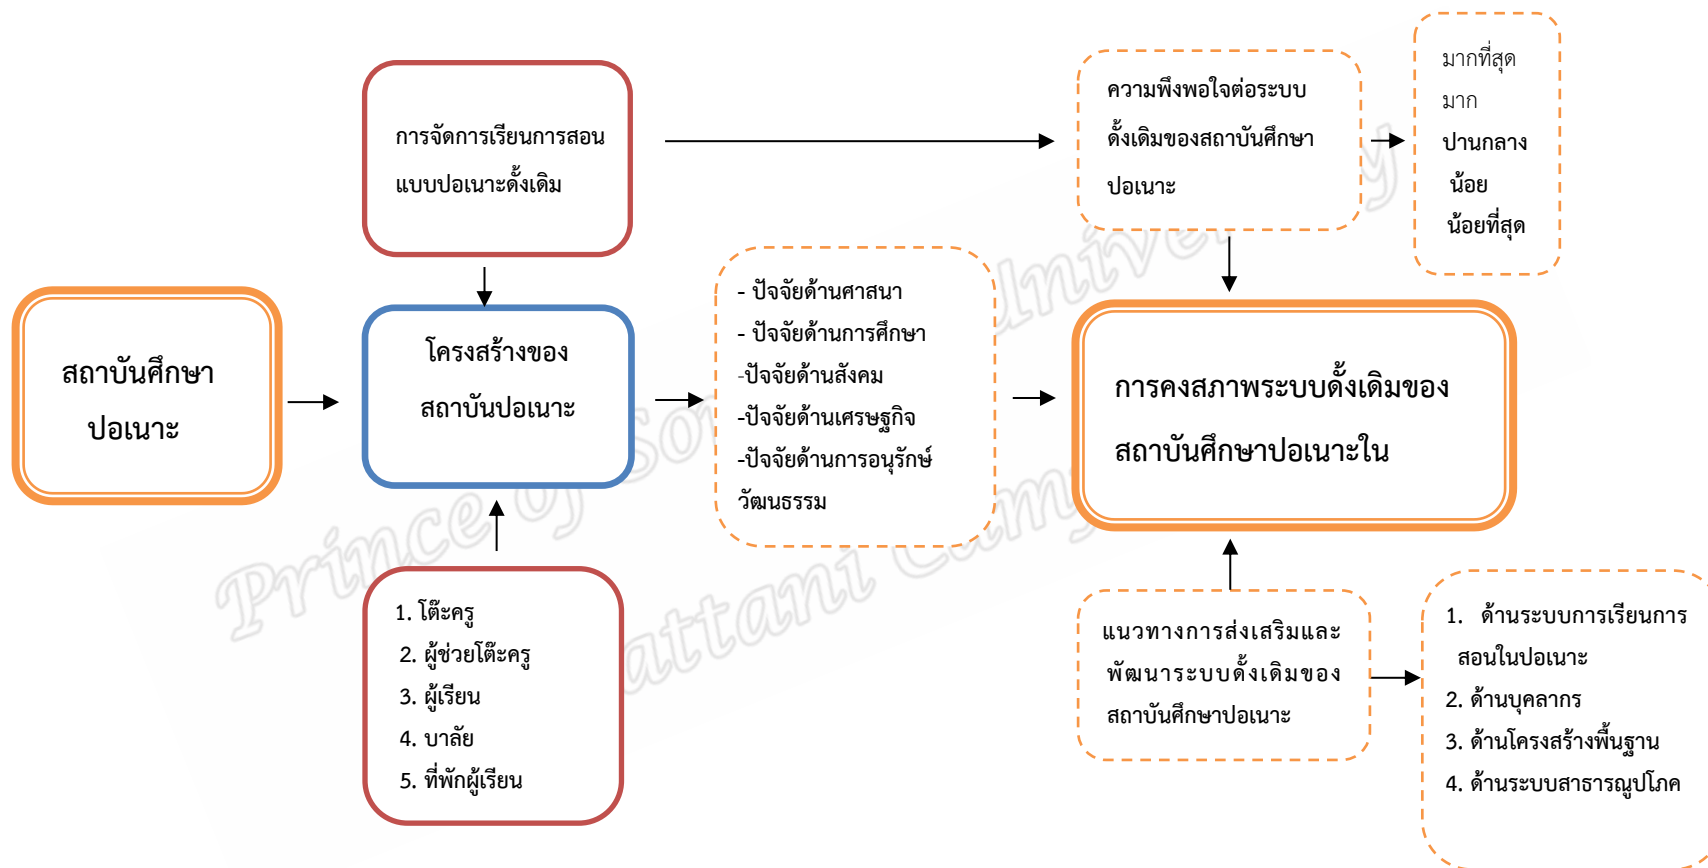 การจัดการเรียนการสอน
แบบปอเนาะดั้งเดิม
ความพึงพอใจต่อระบบ
ดั้งเดิมของสถาบันศึกษา
ปอเนาะ
มากที่สุด
มาก
ปานกลาง
น้อย
น้อยที่สุด
สถาบันศึกษา
ปอเนาะ
โครงสร้างของ
สถาบันปอเนาะ
- ปัจจัยด้านศาสนา
- ปัจจัยด้านการศึกษา
-ปัจจัยด้านสังคม
-ปัจจัยด้านเศรษฐกิจ
-ปัจจัยด้านการอนุรักษ์
วัฒนธรรม
การคงสภาพระบบดั้งเดิมของ
สถาบันศึกษาปอเนาะใน
1. โต๊ะครู
2. ผู้ช่วยโต๊ะครู
3. ผู้เรียน
4. บาลัย
5. ที่พักผู้เรียน
แนวทางการส่งเสริมและ
พัฒนาระบบดั้งเดิมของ
สถาบันศึกษาปอเนาะ
1. ด้านระบบการเรียนการ
สอนในปอเนาะ
2. ด้านบุคลากร
3. ด้านโครงสร้างพื้นฐาน
4. ด้านระบบสาธารณูปโภค
Prince of